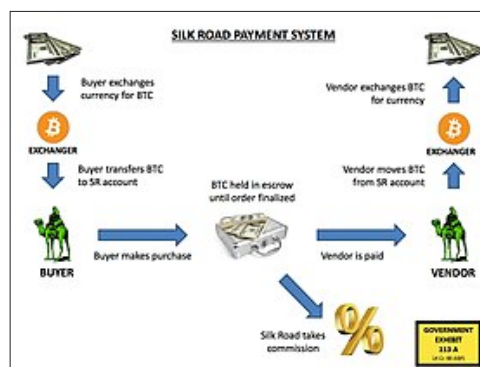 SILK ROAD PAYMENT SYSTEM
Buyer exchanges
currency for BTC
EXCHANGER
Buyer transfers BTC
to SR account
BUYER
Buyer makes purchase
BTC held in escrow
until order finalized
Silk Road takes
commission
%
Vendor is paid
Vendor exchanges BTC
for currency
EXCHANGER
Vendor moves BTC
from SR account
VENDOR
GOVERNMENT
EXHIBIT
113 A